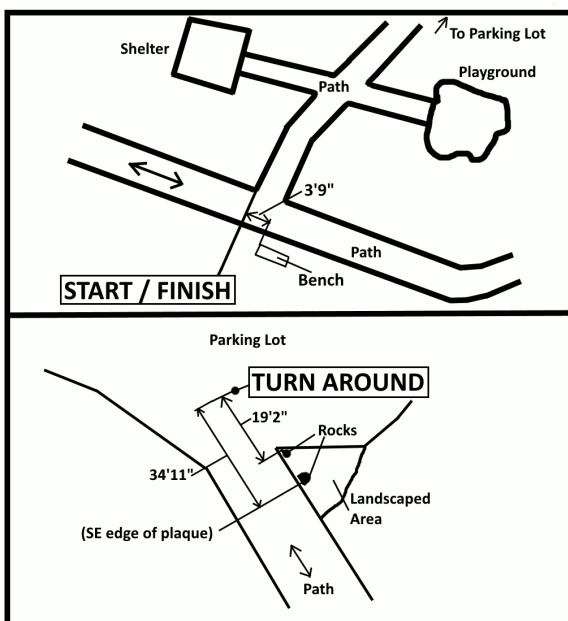 To Parking Lot
Shelter
Playground
Path
3'9"
Path
START / FINISH
Bench
Parking Lot
TURN AROUND
19'2"
Rocks
34'11"
Landscaped
Area
(SE edge of plaque)
Path